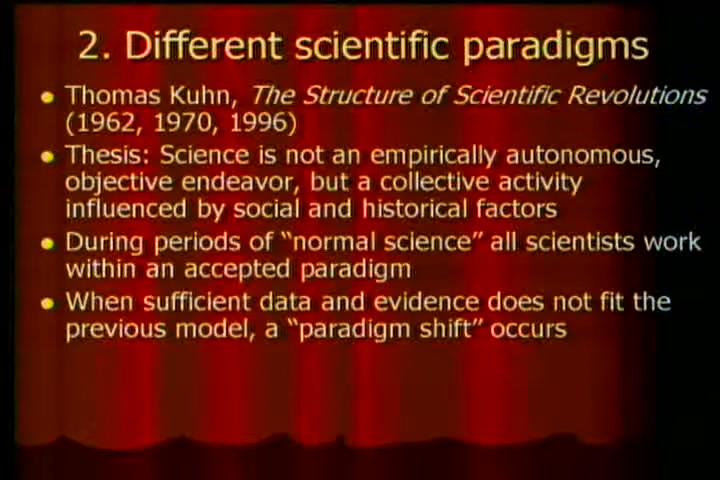 2. Different scientific paradigms
Thomas Kuhn, The Structure of Scientific Revolutions
(1962, 1970, 1996)
Thesis: Science is not an empirically autonomous,
objective endeavor, but a collective activity
influenced by social and historical factors
During periods of “normal science” all scientists work
within an accepted paradigm
When sufficient data and evidence does not fit the
previous model, a “paradigm shift” occurs